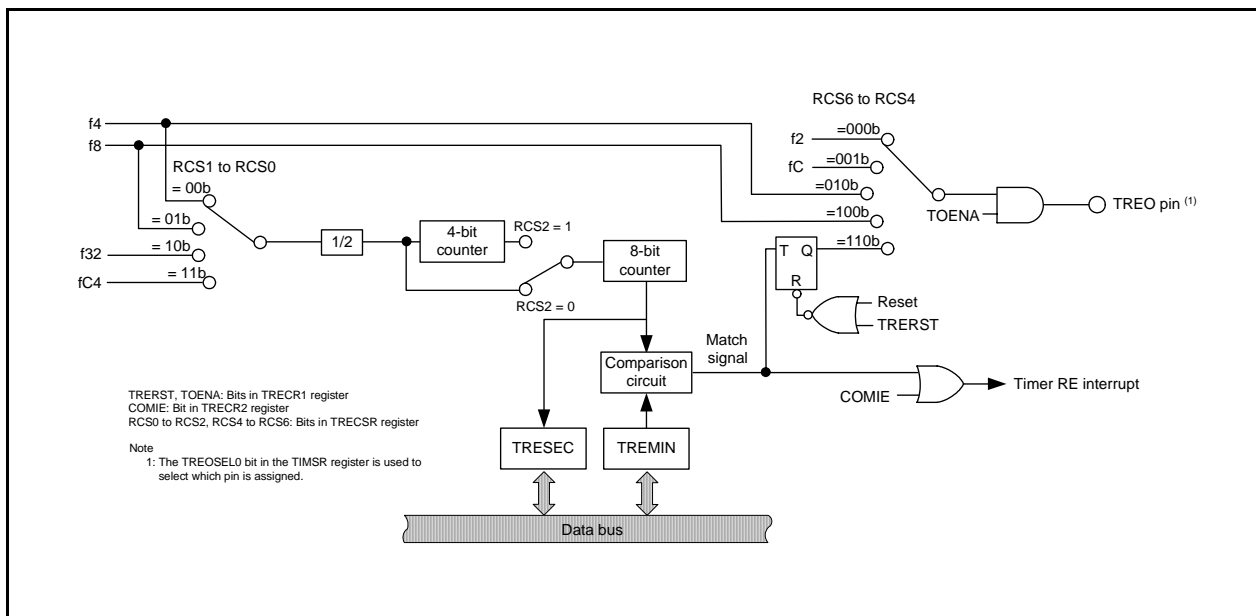 RCS6 to RCS4
f4
f8
f2
=000b
fC
=001b
=010b
=100b
=110b
TOENA
TREO pin (1)
RCS1 to RCS0
= 00b
= 01b
f32
= 10b
fC4
= 11b
1/2
4-bit
counter
RCS2 = 1
RCS2 = 0
8-bit
counter
T Q
R
Reset
TRERST
Match
signal
Comparison
circuit
COMIE
Timer RE interrupt
TRERST, TOENA: Bits in TRECR1 register
COMIE: Bit in TRECR2 register
RCS0 to RCS2, RCS4 to RCS6: Bits in TRECSR register
Note
1: The TREOSEL0 bit in the TIMSR register is used to
select which pin is assigned.
TRESEC
TREMIN
Data bus